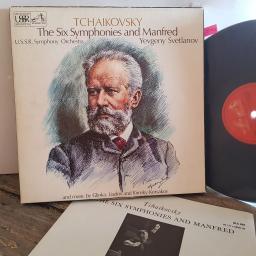 TCHAIKOVSKY
The Six Symphonies and Manfred
U.S.S.R. Symphony Orchestra Yevgeny Svetlanov
and music by Glinka, Liadov and Rimsky-Korsakov
Tchaikovsky
THE SIX SYMPHONIES AND MANFRED